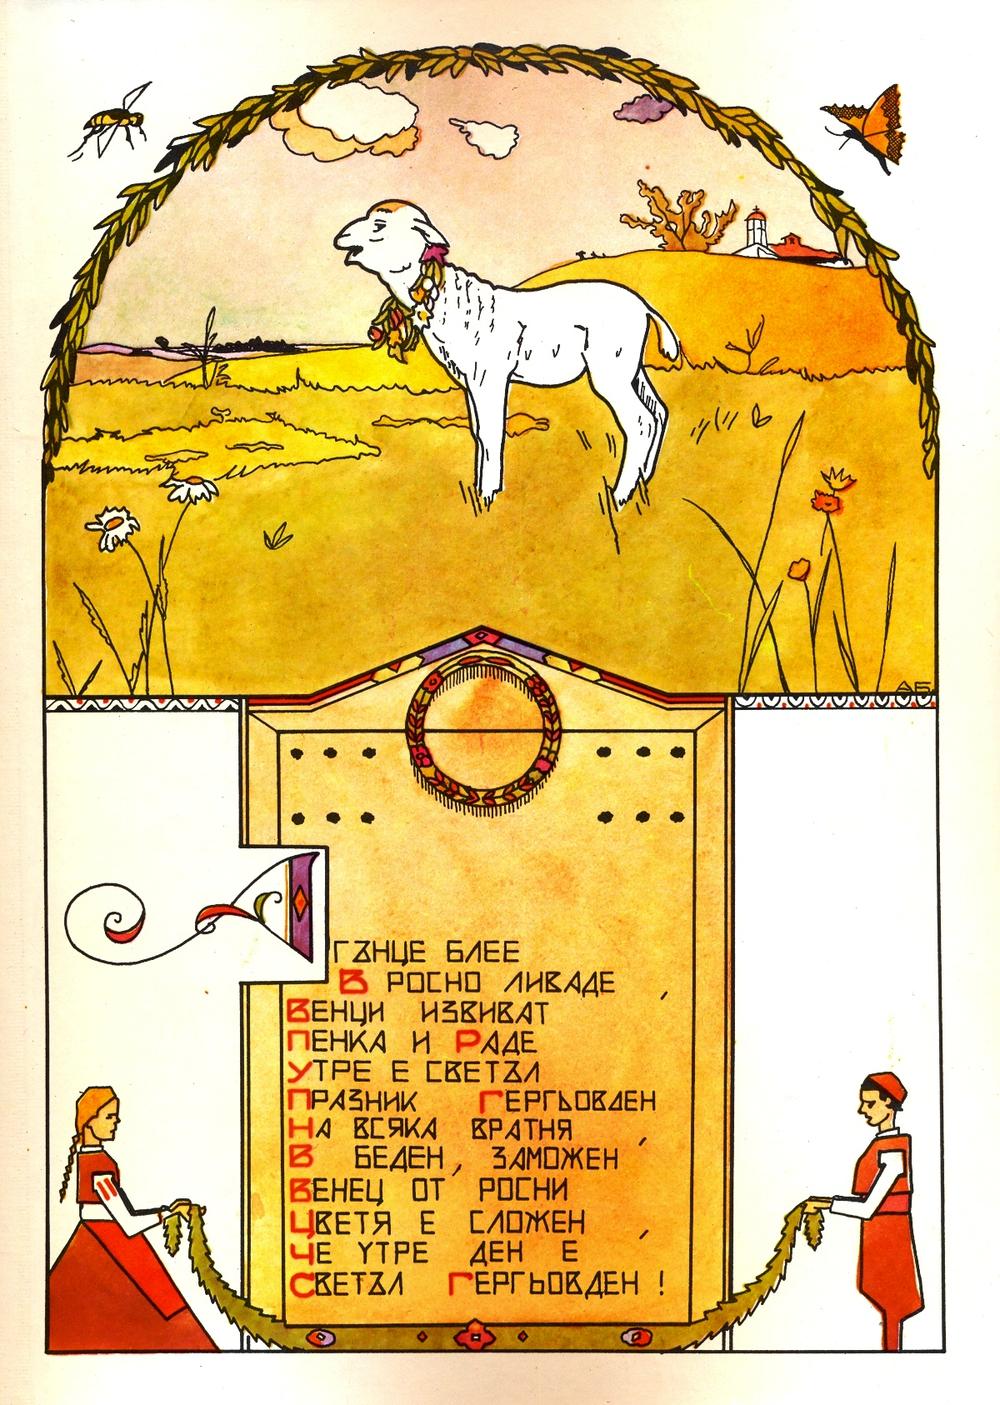 АБ
АГЪНЦЕ БЛЕЕ
В РОСНО ЛИВАДЕ ,
ВЕНЦИ ИЗВИВАТ
ПЕНКА И РАДЕ
УТРЕ Е СВЕТЪЛ
ПРАЗНИК ГЕРГЬОВДЕН
НА ВСЯКА ВРАТНЯ ,
В БЕДЕН, ЗАМОЖЕН
ВЕНЕЦ ОТ РОСНИ
ЦВЕТЯ Е СЛОЖЕН ,
ЧЕ УТРЕ ДЕН Е
СВЕТЪЛ ГЕРГЬОВДЕН !